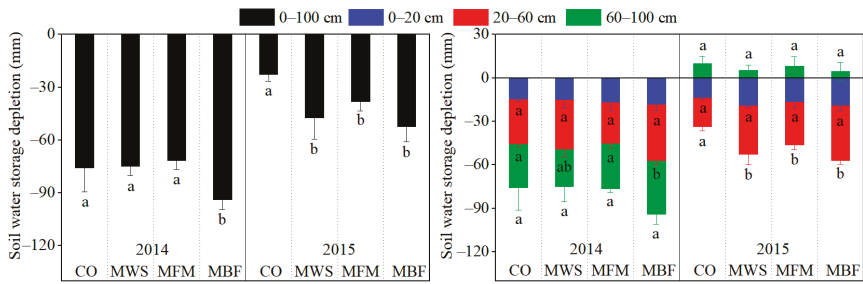 0–100 cm 0–20 cm 20–60 cm 60–100 cm
Soil water storage depletion (mm)
0
−30
−60
−90
−120
a a a b a b b b
2014 2015
CO MWS MFM MBF CO MWS MFM MBF
Soil water storage depletion (mm)
30
0
−30
−60
−90
−120
a a a a
a a a a a a a a
a ab a b a b b b
a a a a
2014 2015
CO MWS MFM MBF CO MWS MFM MBF